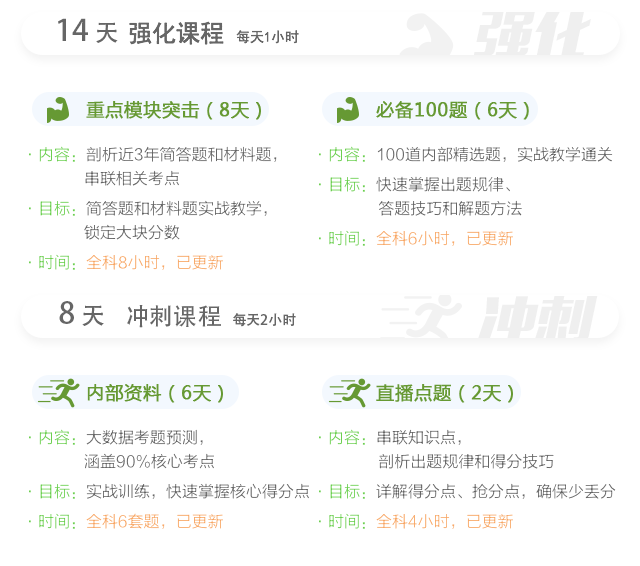 14 天 强化课程 每天1小时
强化
重点模块突击（8天）
· 内容：剖析近3年简答题和材料题，
串联相关考点
· 目标：简答题和材料题实战教学，
锁定大块分数
· 时间：全科8小时，已更新
必备100题（6天）
· 内容：100道内部精选题，实战教学通关
· 目标：快速掌握出题规律、
答题技巧和解题方法
· 时间：全科6小时，已更新
8 天 冲刺课程 每天2小时
冲刺
内部资料（6天）
· 内容：大数据考题预测，
涵盖90%核心考点
· 目标：实战训练，快速掌握核心得分点
· 时间：全科6套题，已更新
直播点题（2天）
· 内容：串联知识点，
剖析出题规律和得分技巧
· 目标：详解得分点、抢分点，确保少丢分
· 时间：全科4小时，已更新